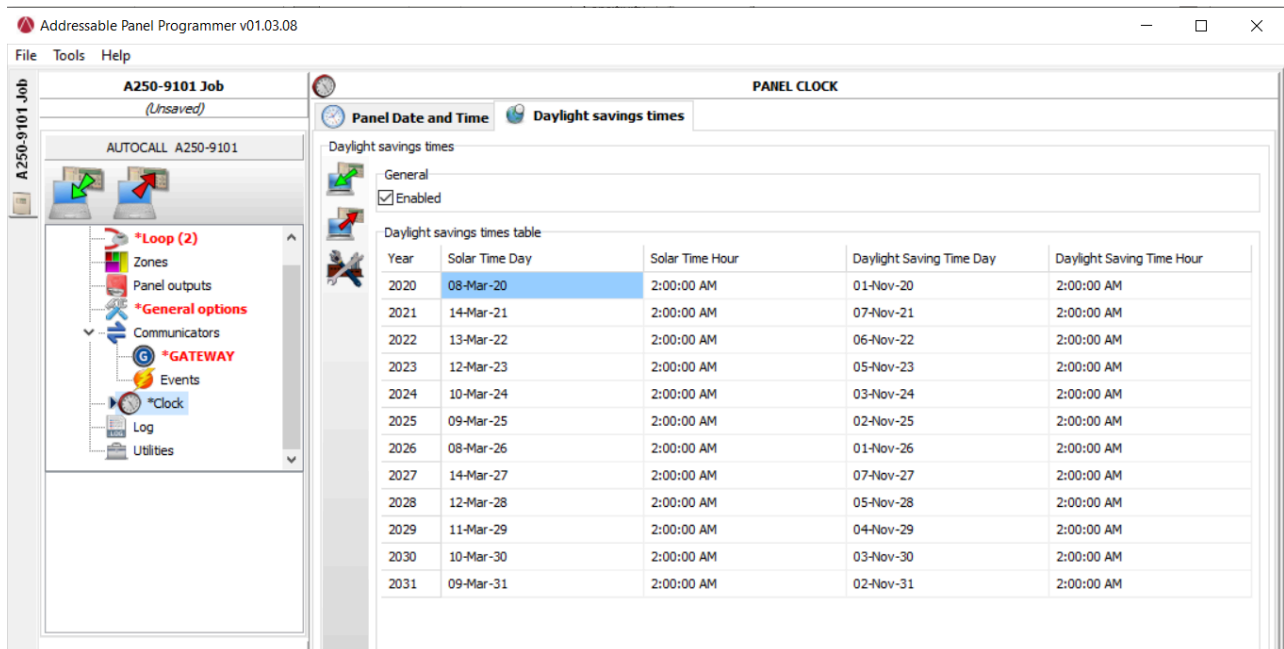 Addressable Panel Programmer v01.03.08
File Tools Help
A250-9101 Job
A250-9101 Job
(Unsaved)
AUTOCALL A250-9101
*Loop (2)
Zones
Panel outputs
*General options
Communicators
G *GATEWAY
Events
*Clock
LOG Log
Utilities
PANEL CLOCK
Panel Date and Time Daylight savings times
Daylight savings times
General
Enabled
Daylight savings times table
Year Solar Time Day Solar Time Hour Daylight Saving Time Day Daylight Saving Time Hour
2020 08-Mar-20 2:00:00 AM 01-Nov-20 2:00:00 AM
2021 14-Mar-21 2:00:00 AM 07-Nov-21 2:00:00 AM
2022 13-Mar-22 2:00:00 AM 06-Nov-22 2:00:00 AM
2023 12-Mar-23 2:00:00 AM 05-Nov-23 2:00:00 AM
2024 10-Mar-24 2:00:00 AM 03-Nov-24 2:00:00 AM
2025 09-Mar-25 2:00:00 AM 02-Nov-25 2:00:00 AM
2026 08-Mar-26 2:00:00 AM 01-Nov-26 2:00:00 AM
2027 14-Mar-27 2:00:00 AM 07-Nov-27 2:00:00 AM
2028 12-Mar-28 2:00:00 AM 05-Nov-28 2:00:00 AM
2029 11-Mar-29 2:00:00 AM 04-Nov-29 2:00:00 AM
2030 10-Mar-30 2:00:00 AM 03-Nov-30 2:00:00 AM
2031 09-Mar-31 2:00:00 AM 02-Nov-31 2:00:00 AM